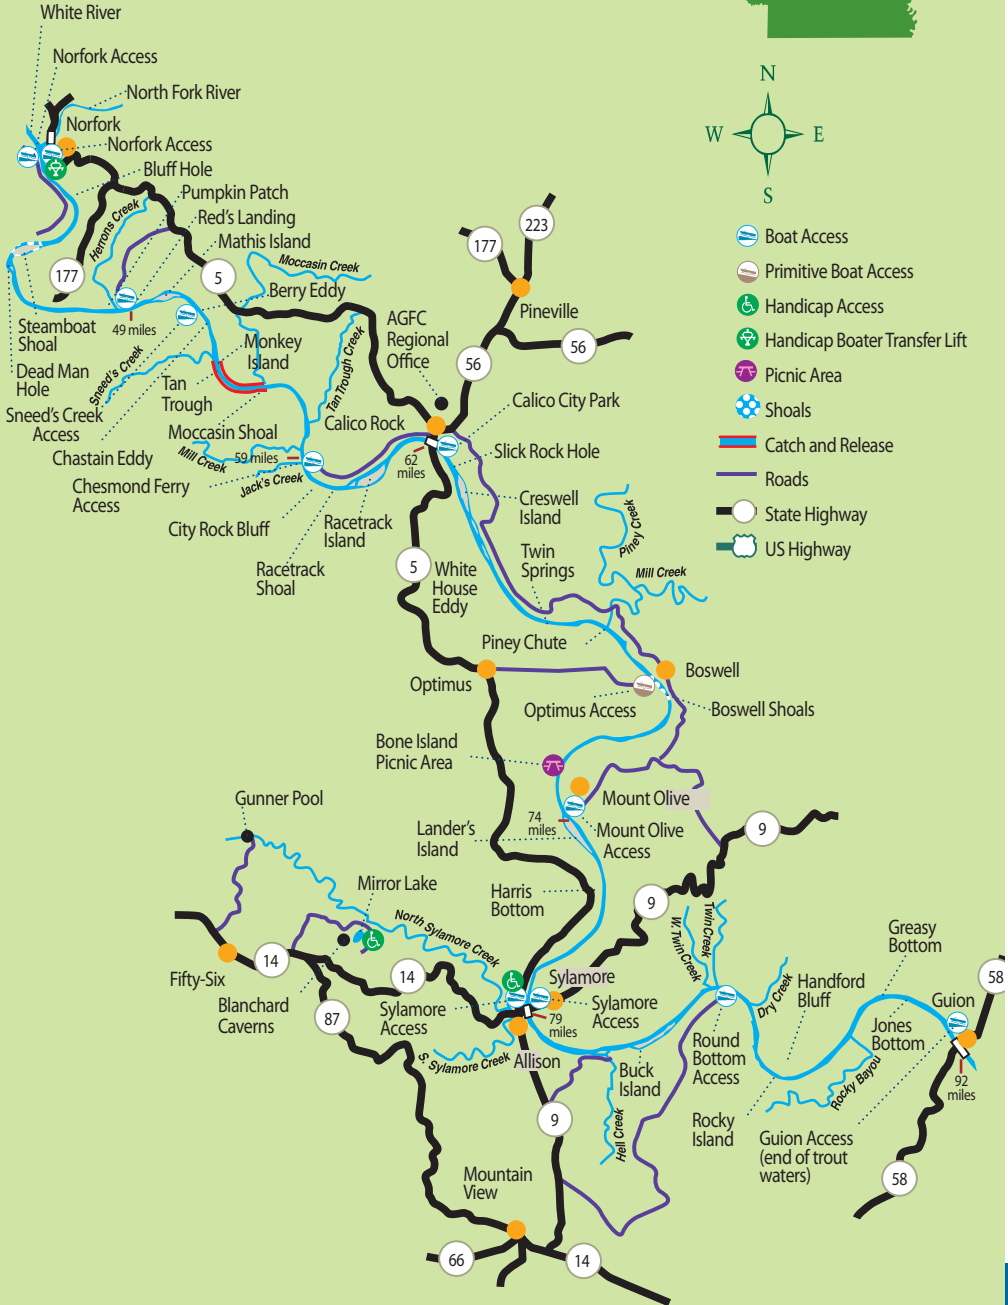 White River
Norfork Access
North Fork River
Norfork
Norfork Access
Bluff Hole
Pumpkin Patch
Red's Landing
Mathis Island
Herrons Creek
Moccasin Creek
177
5
Berry Eddy
Steamboat
Shoal
49 miles
Monkey
Island
Dead Man
Hole
Sneed's Creek
Tan
Trough
Tan Trough Creek
Sneed's Creek
Access
Moccasin Shoal
Chastain Eddy
Mill Creek
59 miles
Chesmond Ferry
Access
Jack's Creek
City Rock Bluff
Racetrack
Island
Racetrack
Shoal
AGFC
Regional
Office
Calico Rock
62
miles
177
223
Pineville
56
56
Calico City Park
Slick Rock Hole
Creswell
Island
Twin
Springs
5
White
House
Eddy
Piney Creek
Mill Creek
Piney Chute
Optimus
Boswell
Optimus Access
Boswell Shoals
Bone Island
Picnic Area
Mount Olive
74
miles
Mount Olive
Access
Lander's
Island
9
Harris
Bottom
9
Gunner Pool
Mirror Lake
North Sylamore Creek
Fifty-Six
14
14
Blanchard
Caverns
87
Sylamore
Access
Sylamore
Sylamore
Access
79
miles
S. Sylamore Creek
Allison
W. Twin Creek
Twin Creek
Dry Creek
Handford
Bluff
Greasy
Bottom
58
Guion
Jones
Bottom
Round
Bottom
Access
Buck
Island
Hell Creek
Rocky Bayou
92
miles
Rocky
Island
Guion Access
(end of trout
waters)
58
9
Mountain
View
66
14
N
W
E
S
Boat Access
Primitive Boat Access
Handicap Access
Handicap Boater Transfer Lift
Picnic Area
Shoals
Catch and Release
Roads
State Highway
US Highway